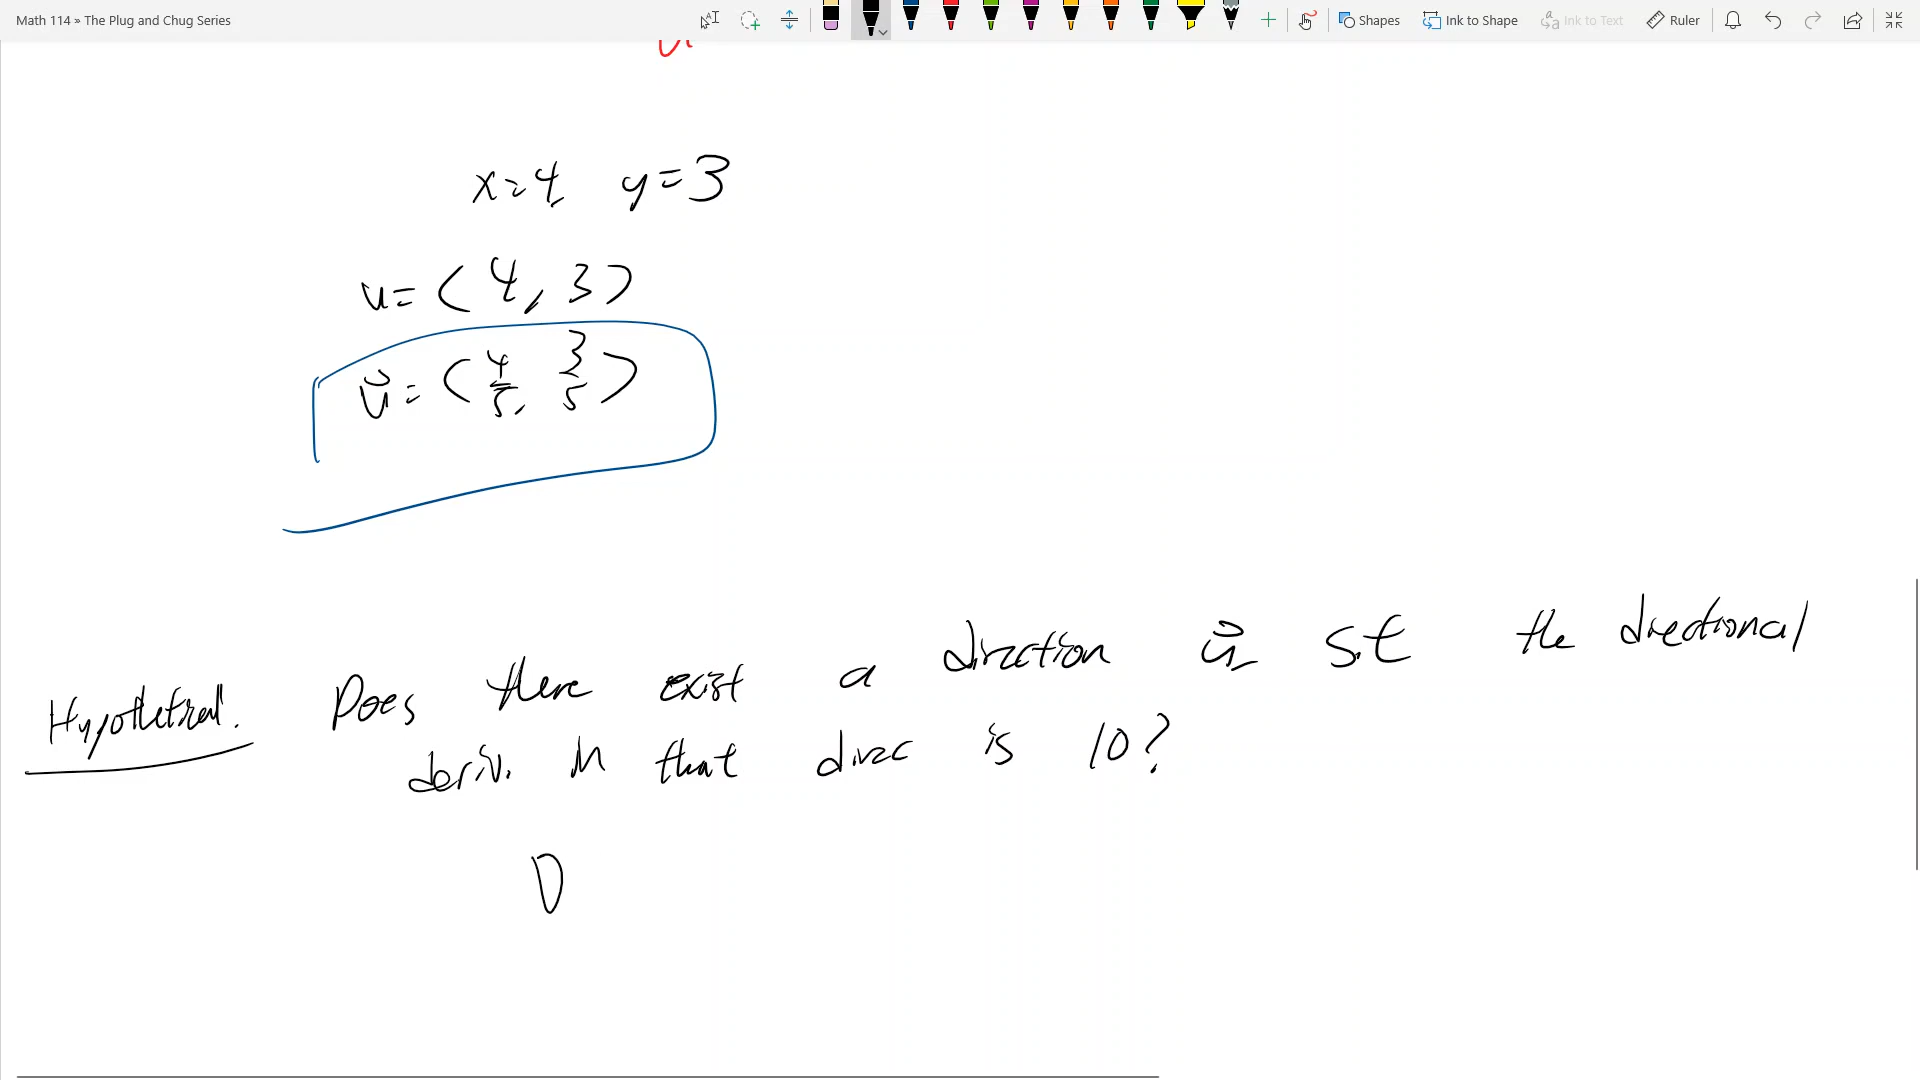 Math 114 » The Plug and Chug Series
Shapes
Ink to Shape
Ink to Text
Ruler
x=4 y=3
u=(4, 3)
u=(4/5, 3/5)
Hypothetical. Does there exist a direction u s.t the directional
deriv. in that direc is 10?
D